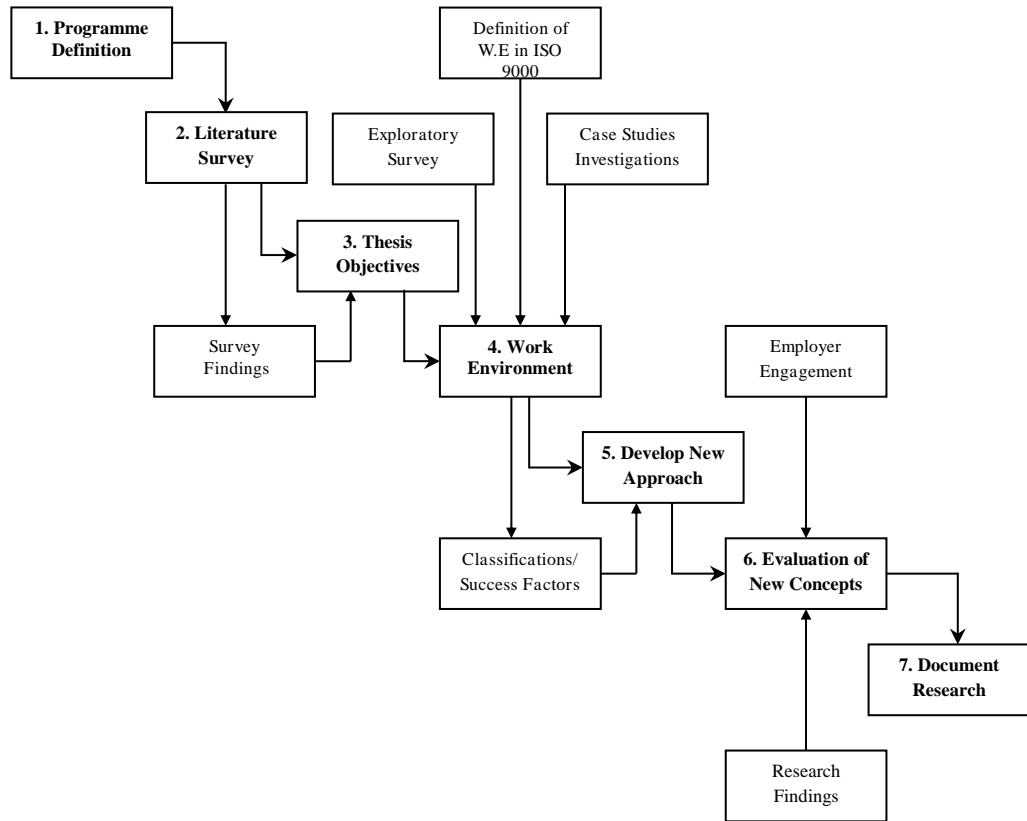 1. Programme
Definition
Definition of
W.E in ISO
9000
2. Literature
Survey
Exploratory
Survey
Case Studies
Investigations
3. Thesis
Objectives
Survey
Findings
4. Work
Environment
Employer
Engagement
5. Develop New
Approach
Classifications/
Success Factors
6. Evaluation of
New Concepts
7. Document
Research
Research
Findings